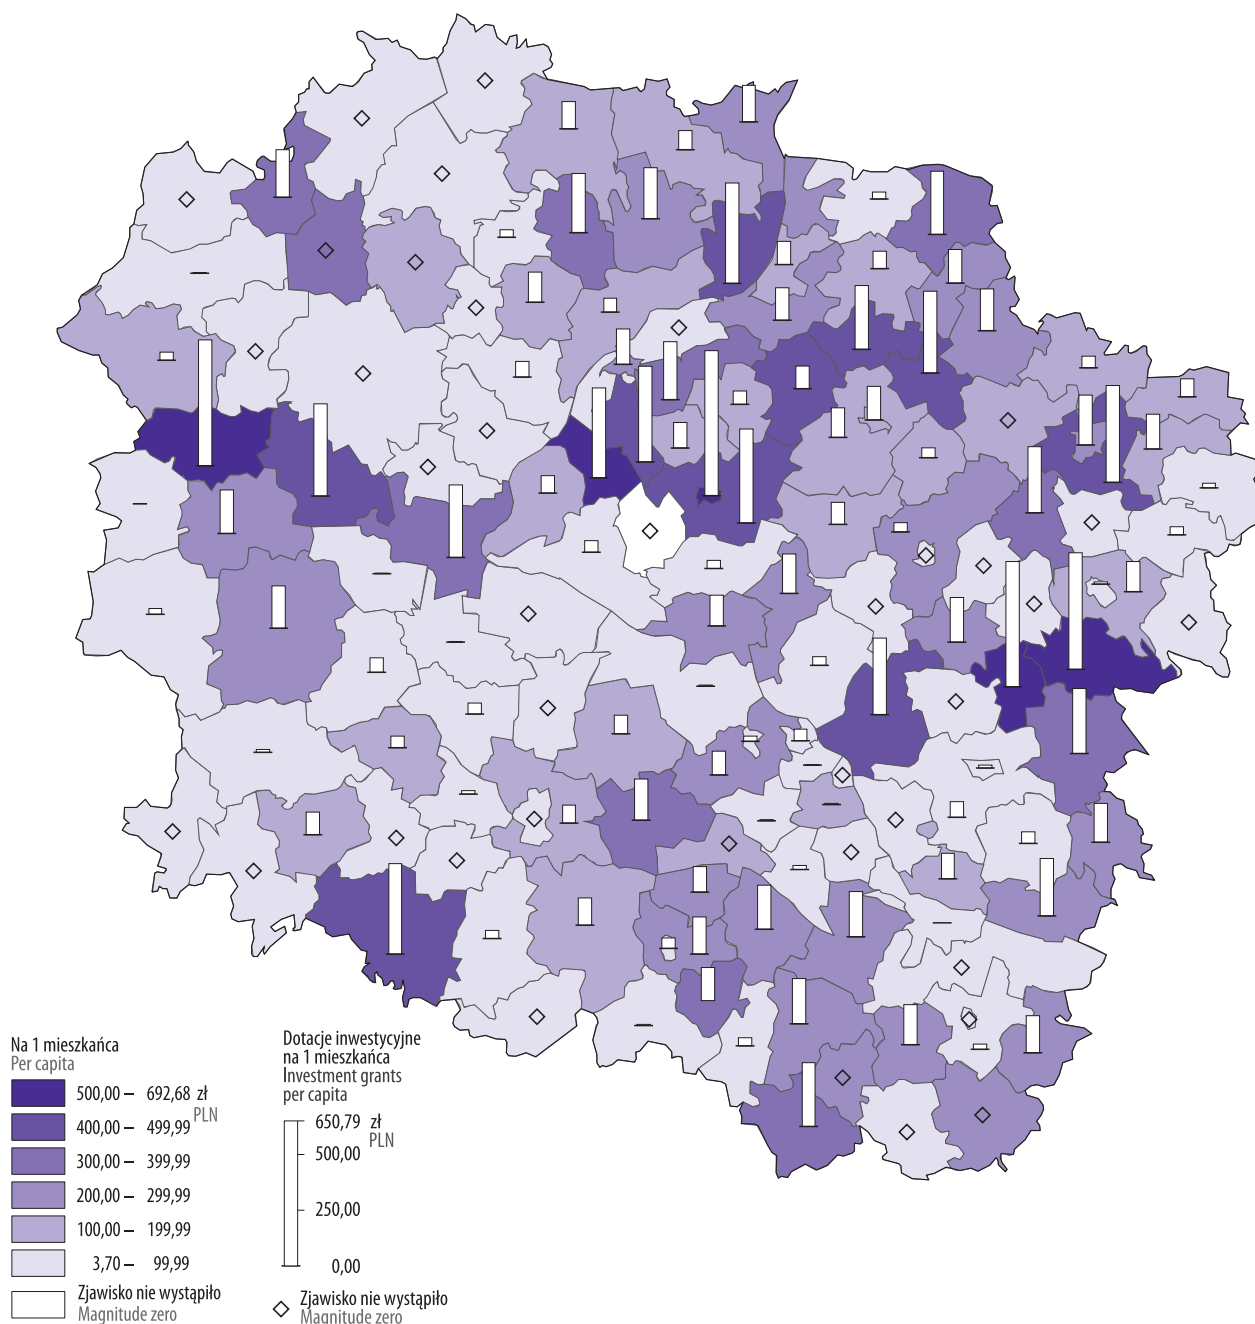 Na 1 mieszkańca
Per capita
500,00 – 692,68 zł
PLN
400,00 – 499,99
300,00 – 399,99
200,00 – 299,99
100,00 – 199,99
3,70 – 99,99
Zjawisko nie wystąpiło
Magnitude zero
Dotacje inwestycyjne
na 1 mieszkańca
Investment grants
per capita
650,79 zł
PLN
500,00
250,00
0,00
Zjawisko nie wystąpiło
Magnitude zero